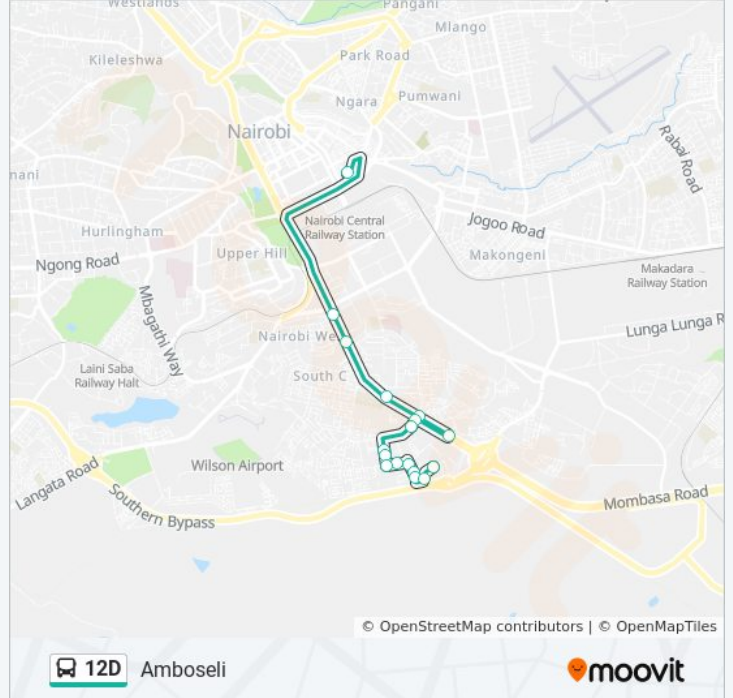 Westlands
Pangani
Mlango
Kileleshwa
Park Road
Ngara
Pumwani
Nairobi
Rabai Road
nani
Nairobi Central
Railway Station
Jogoo Road
Hurlingham
Upper Hill
Makongeni
Ngong Road
Makadara
Railway Station
Mbagathi Way
Nairobi We
Lunga Lunga R
South C
Laini Saba
Railway Halt
Wilson Airport
Langata Road
Mombasa Road
Southern Bypass
© OpenStreetMap contributors | © OpenMapTiles
12D Amboseli
moovit